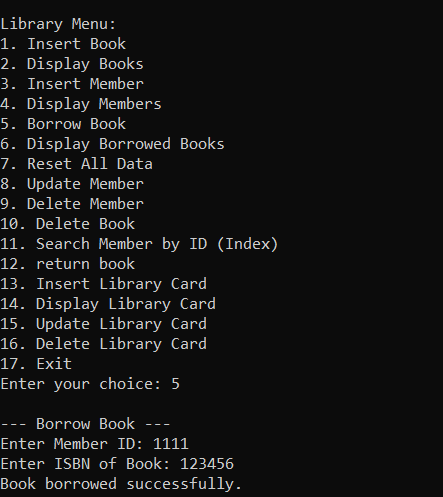 Library Menu:
1. Insert Book
2. Display Books
3. Insert Member
4. Display Members
5. Borrow Book
6. Display Borrowed Books
7. Reset All Data
8. Update Member
9. Delete Member
10. Delete Book
11. Search Member by ID (Index)
12. return book
13. Insert Library Card
14. Display Library Card
15. Update Library Card
16. Delete Library Card
17. Exit
Enter your choice: 5
--- Borrow Book ---
Enter Member ID: 1111
Enter ISBN of Book: 123456
Book borrowed successfully.